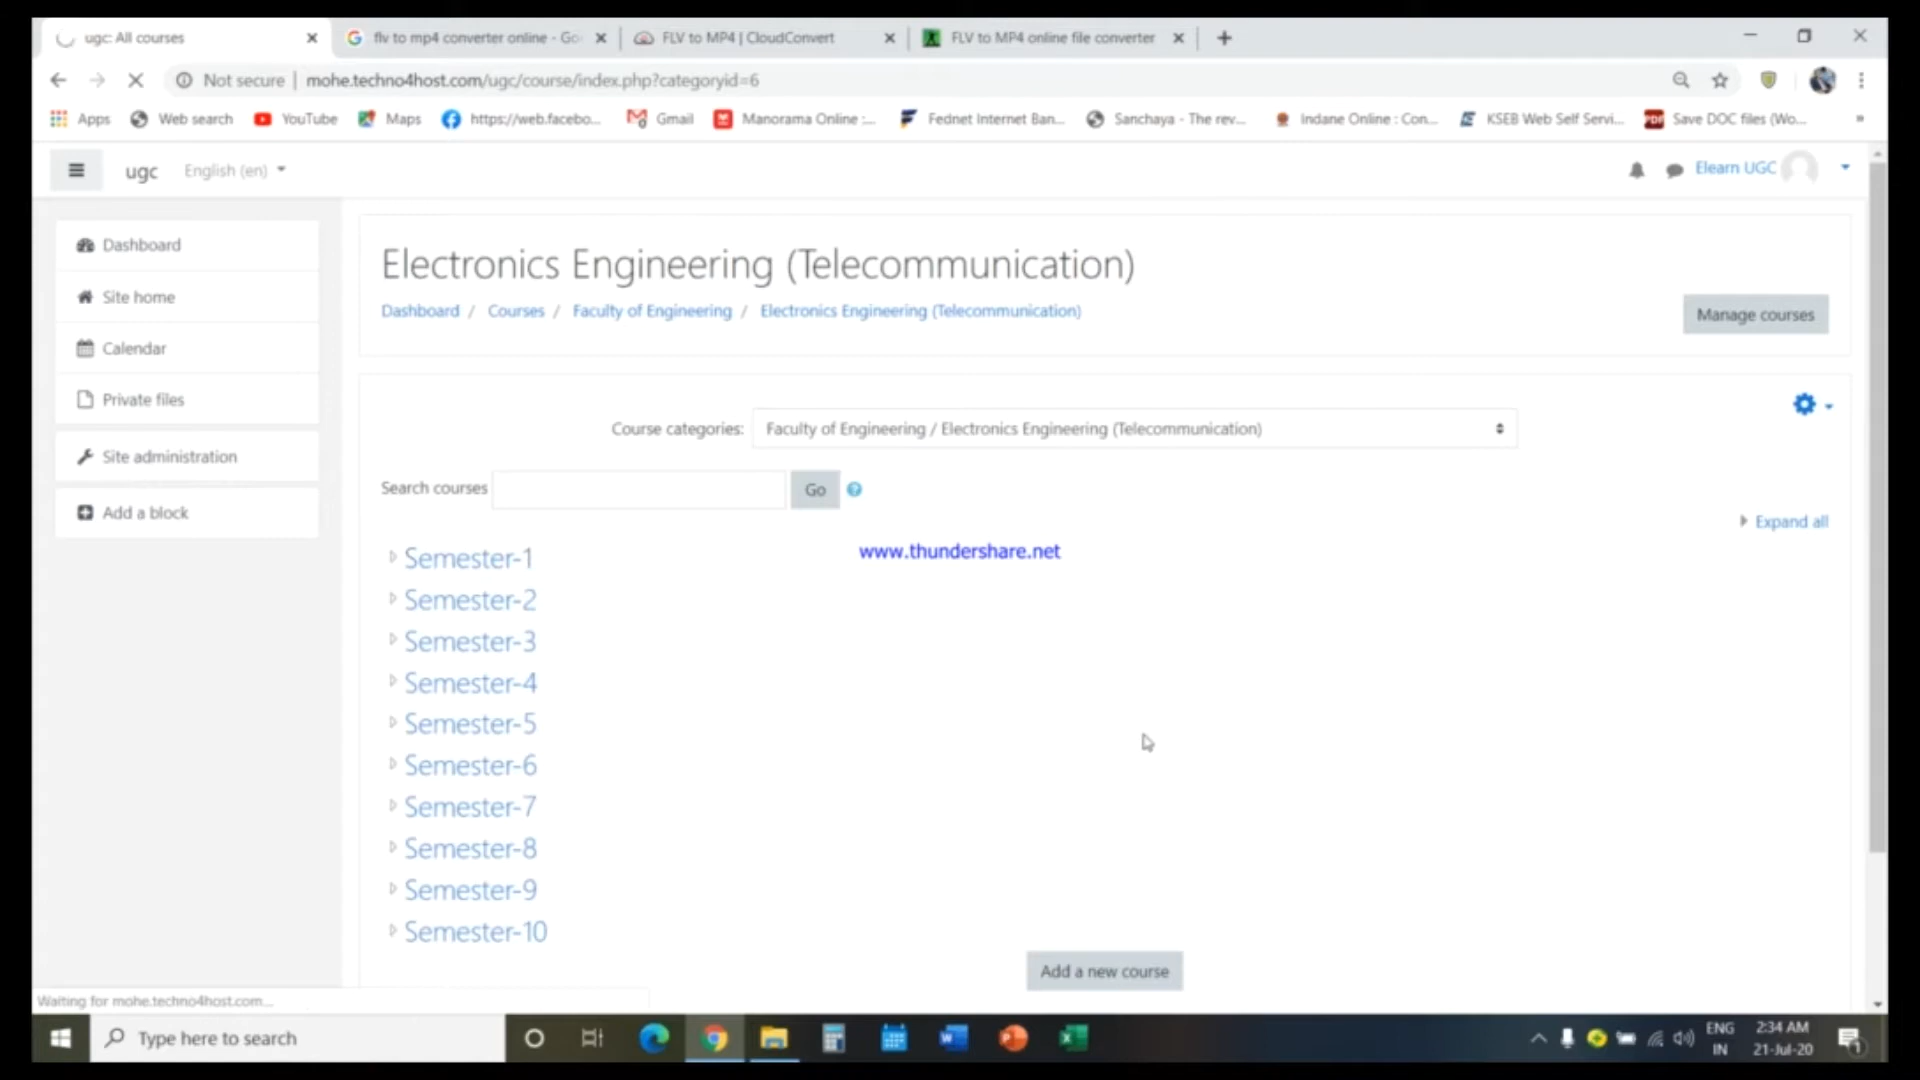 ugc: All courses
flv to mp4 converter online - Go
FLV to MP4 | CloudConvert
FLV to MP4 online file converter
Not secure | mohe.techno4host.com/ugc/course/index.php?categoryid=6
Apps
Web search
YouTube
Maps
https://web.facebo...
Gmail
Manorama Online :...
Fednet Internet Ban...
Sanchaya - The rev...
Indane Online : Con...
KSEB Web Self Servi...
Save DOC files (Wo...
ugc
English (en)
Elearn UGC
Dashboard
Site home
Calendar
Private files
Site administration
Add a block
Electronics Engineering (Telecommunication)
Dashboard / Courses / Faculty of Engineering / Electronics Engineering (Telecommunication)
Manage courses
Course categories: Faculty of Engineering / Electronics Engineering (Telecommunication)
Search courses
Go
Expand all
www.thundershare.net
Semester-1
Semester-2
Semester-3
Semester-4
Semester-5
Semester-6
Semester-7
Semester-8
Semester-9
Semester-10
Add a new course
Waiting for mohe.techno4host.com...
Type here to search
ENG
IN
2:34 AM
21-Jul-20